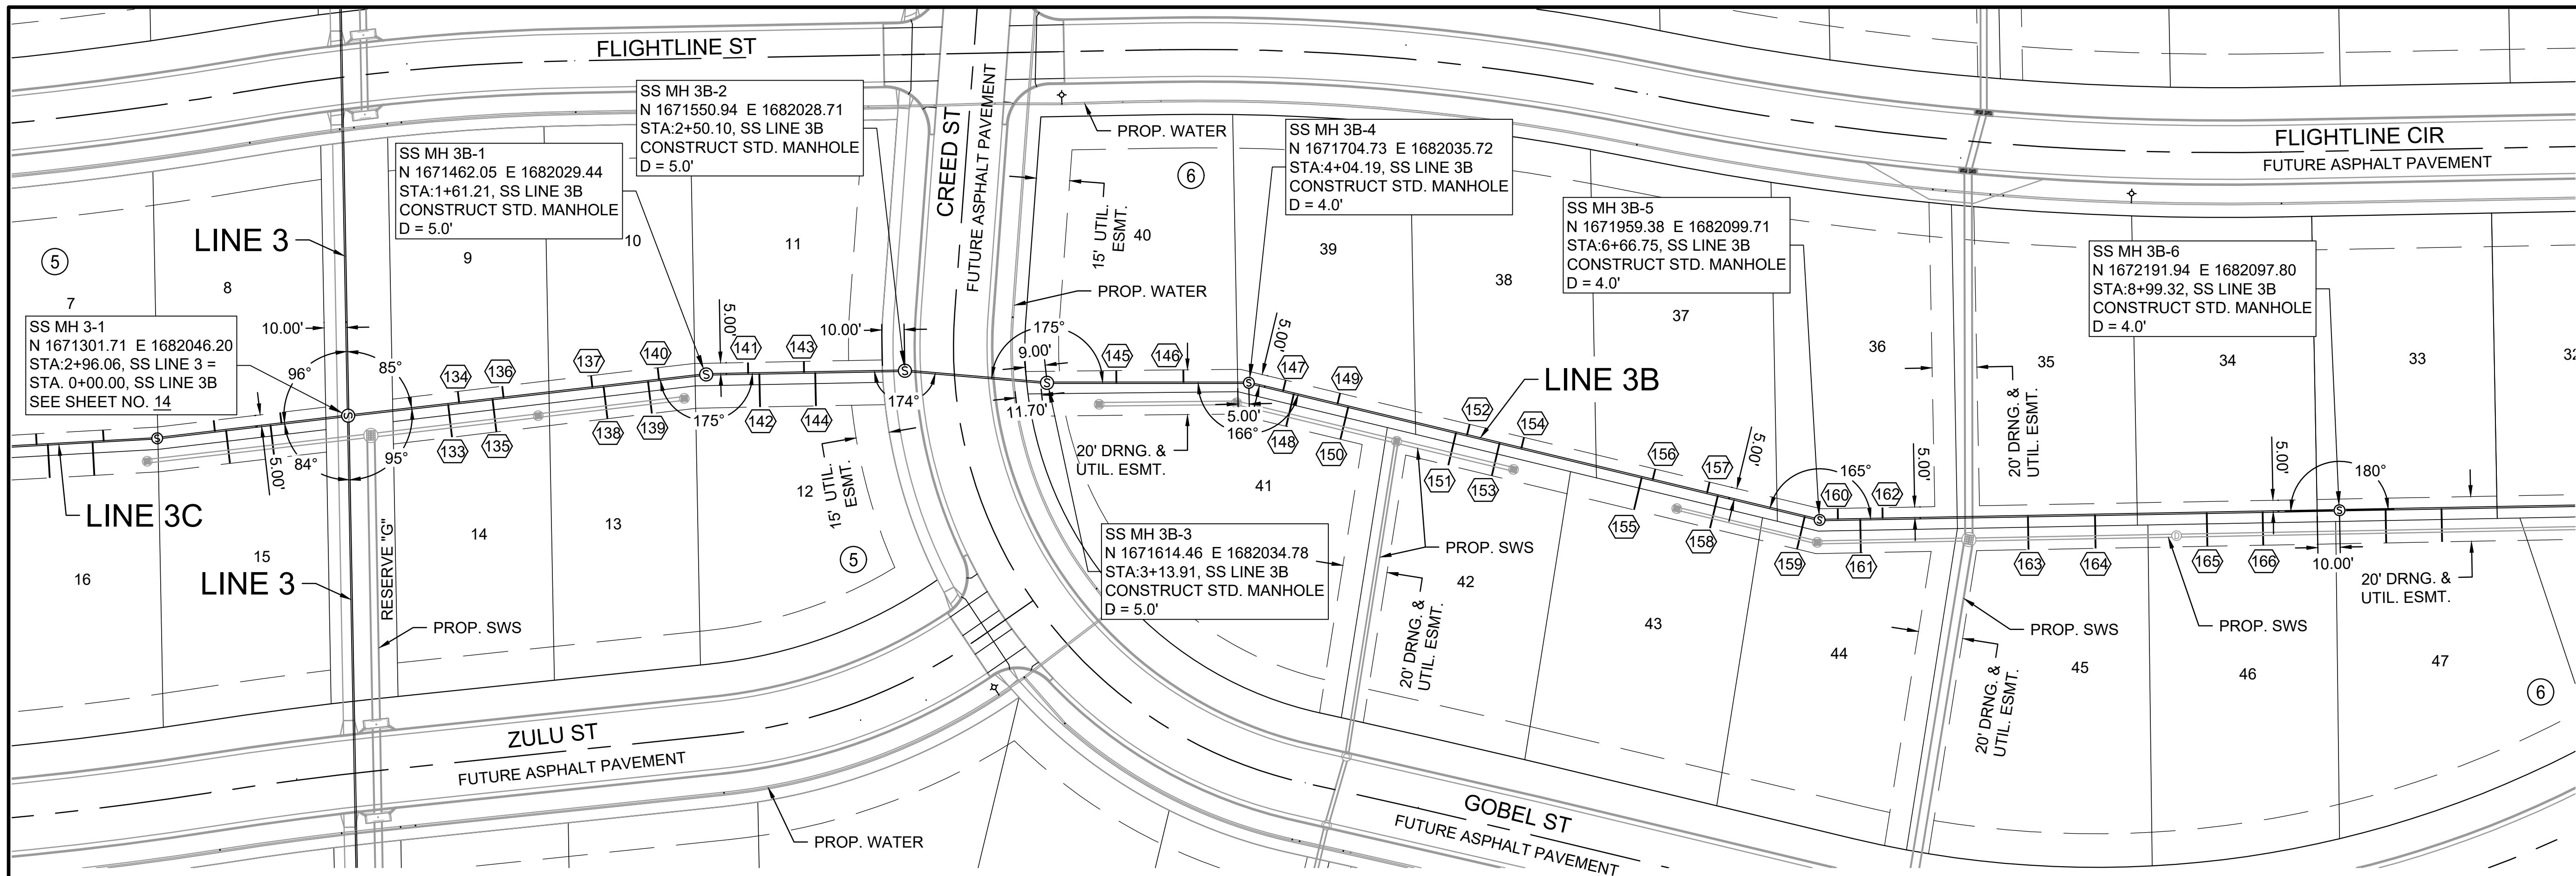 FLIGHTLINE ST
CREED ST
FUTURE ASPHALT PAVEMENT
PROP. WATER
FLIGHTLINE CIR
FUTURE ASPHALT PAVEMENT
SS MH 3B-2
N 1671550.94 E 1682028.71
STA:2+50.10, SS LINE 3B
CONSTRUCT STD. MANHOLE
D = 5.0'
SS MH 3B-1
N 1671462.05 E 1682029.44
STA:1+61.21, SS LINE 3B
CONSTRUCT STD. MANHOLE
D = 5.0'
SS MH 3B-4
N 1671704.73 E 1682035.72
STA:4+04.19, SS LINE 3B
CONSTRUCT STD. MANHOLE
D = 4.0'
SS MH 3B-5
N 1671959.38 E 1682099.71
STA:6+66.75, SS LINE 3B
CONSTRUCT STD. MANHOLE
D = 4.0'
SS MH 3B-6
N 1672191.94 E 1682097.80
STA:8+99.32, SS LINE 3B
CONSTRUCT STD. MANHOLE
D = 4.0'
SS MH 3-1
N 1671301.71 E 1682046.20
STA:2+96.06, SS LINE 3 =
STA. 0+00.00, SS LINE 3B
SEE SHEET NO. 14
LINE 3
5
7
8
9
10
11
6
40
39
38
37
36
35
34
33
32
15' UTIL.
ESMT.
PROP. WATER
10.00'
96°
85°
134
136
137
140
5.00'
141
143
10.00'
175°
9.00'
145
146
5.00'
147
149
LINE 3B
152
154
156
157
5.00'
165°
160
162
5.00'
20' DRNG. &
UTIL. ESMT.
5.00'
180°
84°
95°
5.00'
133
135
138
139
175°
142
144
174°
11.70'
5.00'
166°
148
150
151
153
155
158
159
161
163
164
165
166
10.00'
20' DRNG. &
UTIL. ESMT.
20' DRNG. &
UTIL. ESMT.
LINE 3C
16
15
14
13
12
15' UTIL.
ESMT.
5
41
42
43
44
45
46
47
6
SS MH 3B-3
N 1671614.46 E 1682034.78
STA:3+13.91, SS LINE 3B
CONSTRUCT STD. MANHOLE
D = 5.0'
LINE 3
RESERVE "G"
PROP. SWS
PROP. SWS
20' DRNG. &
UTIL. ESMT.
PROP. SWS
20' DRNG. &
UTIL. ESMT.
PROP. SWS
ZULU ST
FUTURE ASPHALT PAVEMENT
PROP. WATER
GOBEL ST
FUTURE ASPHALT PAVEMENT